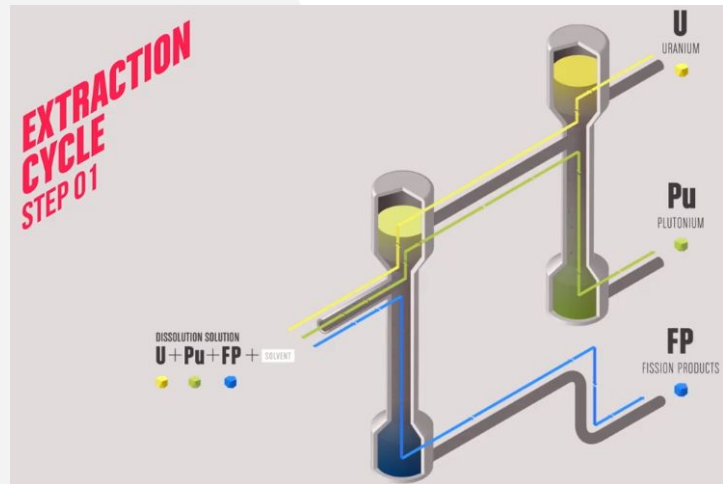 EXTRACTION
CYCLE
STEP 01
U
URANIUM
Pu
PLUTONIUM
DISSOLUTION SOLUTION
U+Pu+FP+ SOLVENT
FP
FISSION PRODUCTS